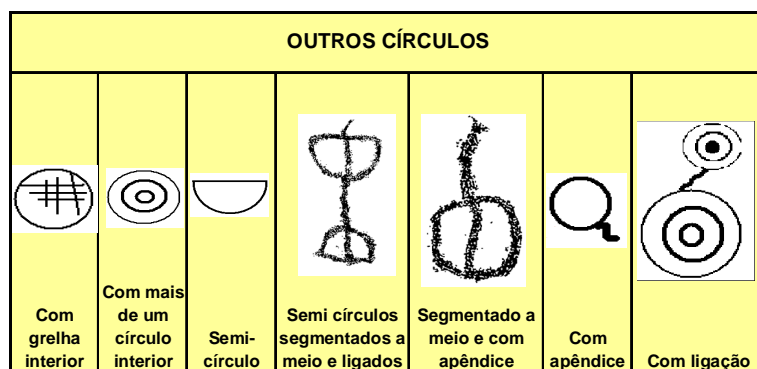 OUTROS CÍRCULOS
Com
grelha
interior
Com mais
de um
círculo
interior
Semi-
círculo
Semi círculos
segmentados a
meio e ligados
Segmentado a
meio e com
apêndice
Com
apêndice
Com ligação